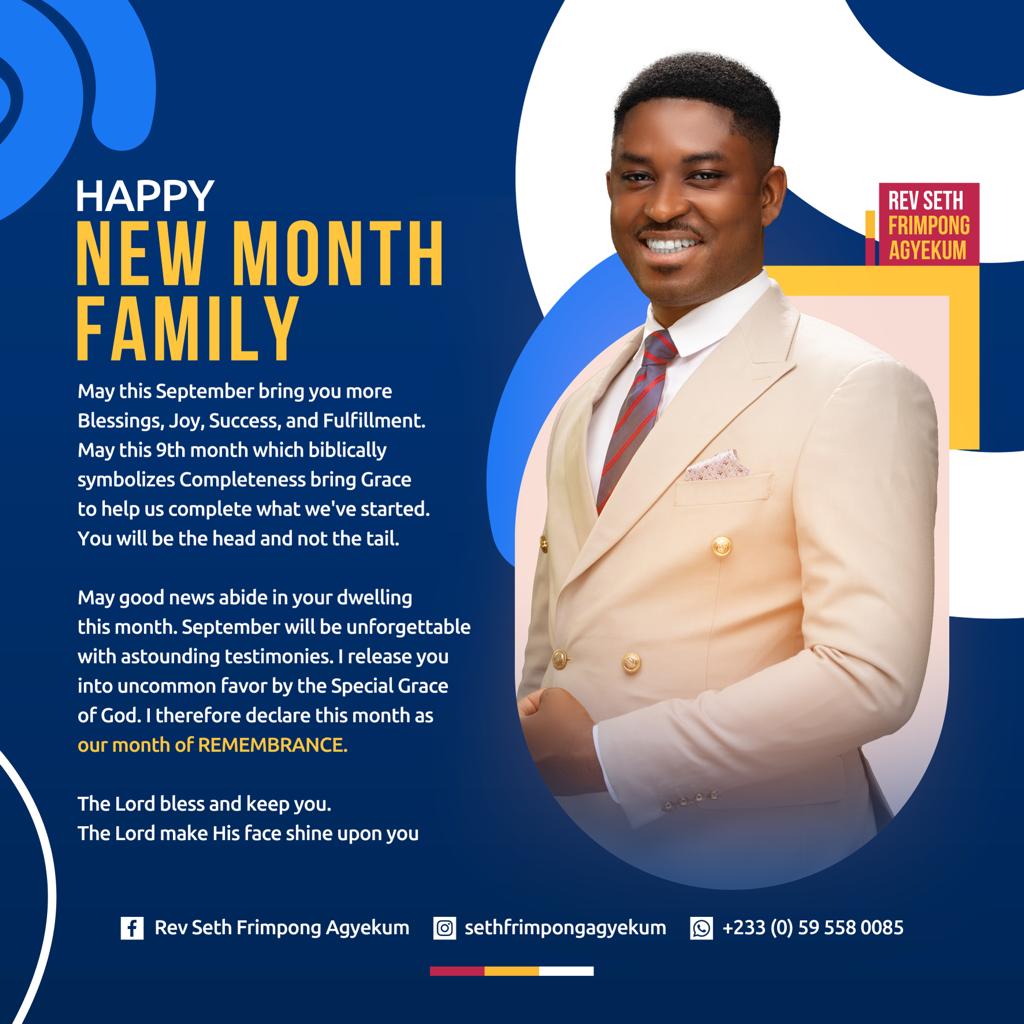 HAPPY
NEW MONTH
FAMILY
May this September bring you more
Blessings, Joy, Success, and Fulfillment.
May this 9th month which biblically
symbolizes Completeness bring Grace
to help us complete what we've started.
You will be the head and not the tail.
May good news abide in your dwelling
this month. September will be unforgettable
with astounding testimonies. I release you
into uncommon favor by the Special Grace
of God. I therefore declare this month as
our month of REMEMBRANCE.
The Lord bless and keep you.
The Lord make His face shine upon you
REV SETH
FRIMPONG
AGYEKUM
Rev Seth Frimpong Agyekum sethfrimpongagyekum +233 (0) 59 558 0085